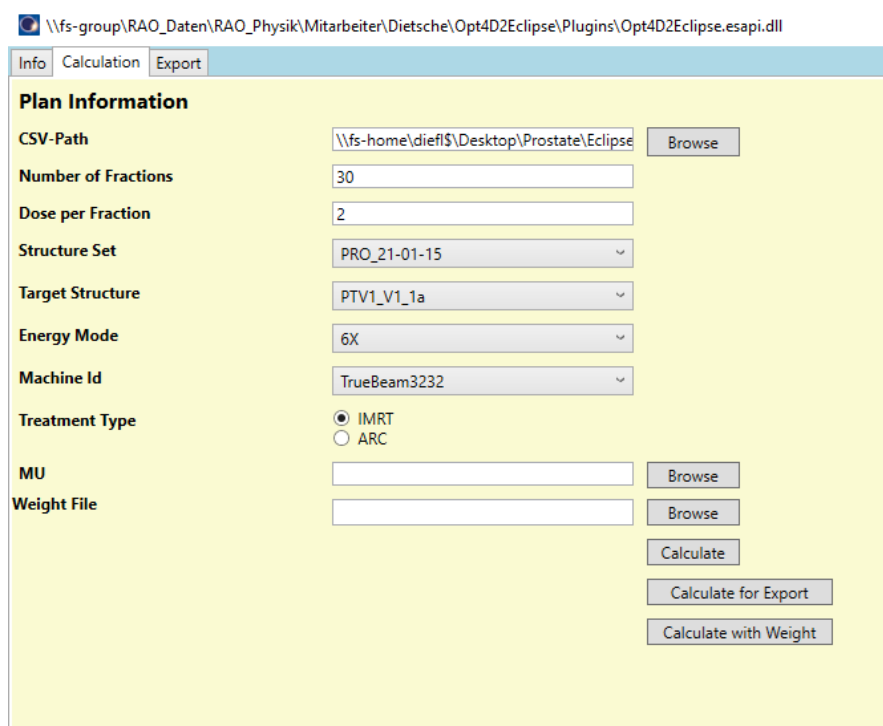 \\fs-group\RAO_Daten\RAO_Physik\Mitarbeiter\Dietsche\Opt4D2Eclipse\Plugins\Opt4D2Eclipse.esapi.dll
Info Calculation Export
Plan Information
CSV-Path \\fs-home\diefl$\Desktop\Prostate\Eclipse Browse
Number of Fractions 30
Dose per Fraction 2
Structure Set PRO_21-01-15
Target Structure PTV1_V1_1a
Energy Mode 6X
Machine Id TrueBeam3232
Treatment Type IMRT
ARC
MU Browse
Weight File Browse
Calculate
Calculate for Export
Calculate with Weight